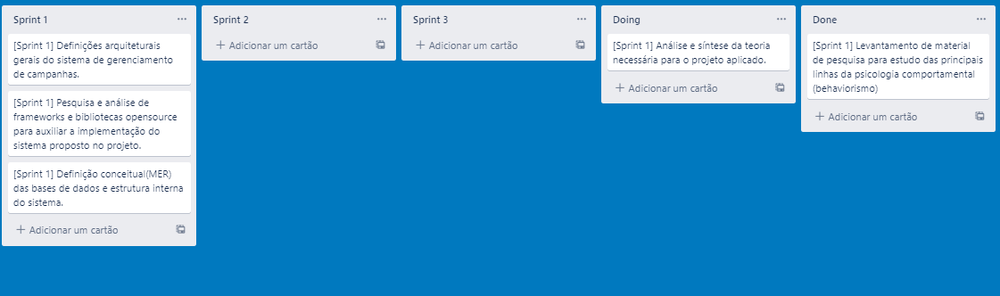 Sprint 1
[Sprint 1] Definições arquiteturais
gerais do sistema de gerenciamento
de campanhas.
[Sprint 1] Pesquisa e análise de
frameworks e bibliotecas opensource
para auxiliar a implementação do
sistema proposto no projeto.
[Sprint 1] Definição conceitual(MER)
das bases de dados e estrutura interna
do sistema.
+ Adicionar um cartão
Sprint 2
+ Adicionar um cartão
Sprint 3
+ Adicionar um cartão
Doing
[Sprint 1] Análise e síntese da teoria
necessária para o projeto aplicado.
+ Adicionar um cartão
Done
[Sprint 1] Levantamento de material
de pesquisa para estudo das principais
linhas da psicologia comportamental
(behaviorismo)
+ Adicionar um cartão